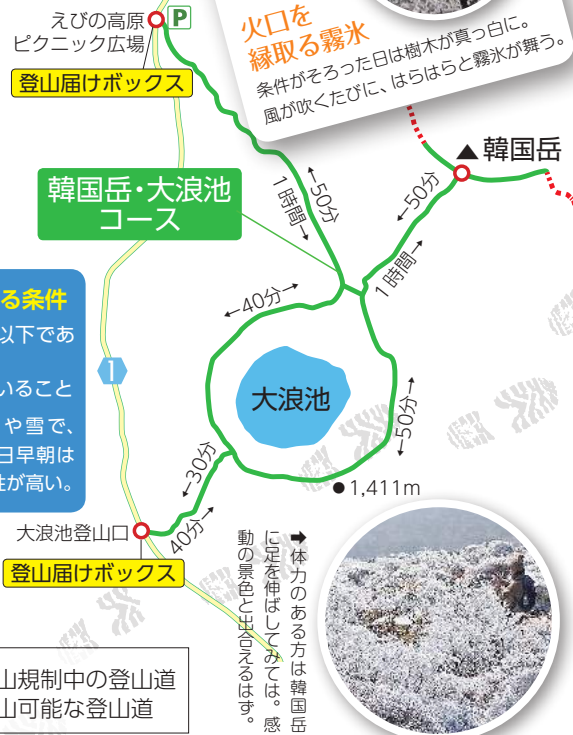 えびの高原
ピクニック広場
P
登山届けボックス
火口を
縁取る霧氷
条件がそろった日は樹木が真っ白に。
風が吹くたびに、はらはらと霧氷が舞う。
▲韓国岳
韓国岳・大浪池
コース
←50分
1時間→
←50分
1時間→
←40分→
る条件
以下であ
いること
や雪で、
日早朝は
性が高い。
1
大浪池
←50分→
←30分
40分→
●1,411m
大浪池登山口
登山届けボックス
➡体力のある方は韓国岳
に足を伸ばしてみては。感
動の景色と出合えるはず。
山規制中の登山道
山可能な登山道